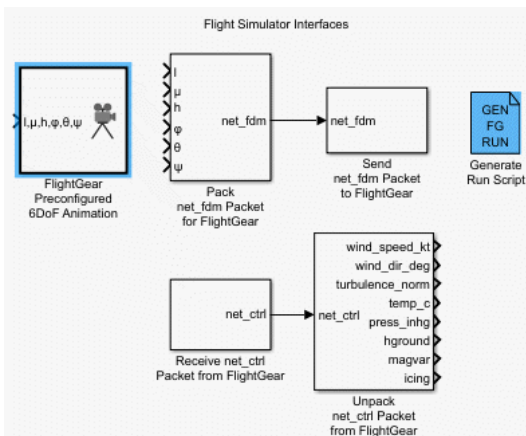 Flight Simulator Interfaces
l,μ,h,φ,θ,ψ
FlightGear
Preconfigured
6DoF Animation
l
μ
h
φ
θ
ψ
net_fdm
Pack
net_fdm Packet
for FlightGear
net_fdm
Send
net_fdm Packet
to FlightGear
GEN
FG
RUN
Generate
Run Script
net_ctrl
Receive net_ctrl
Packet from FlightGear
net_ctrl
wind_speed_kt
wind_dir_deg
turbulence_norm
temp_c
press_inhg
hground
magvar
icing
Unpack
net_ctrl Packet
from FlightGear